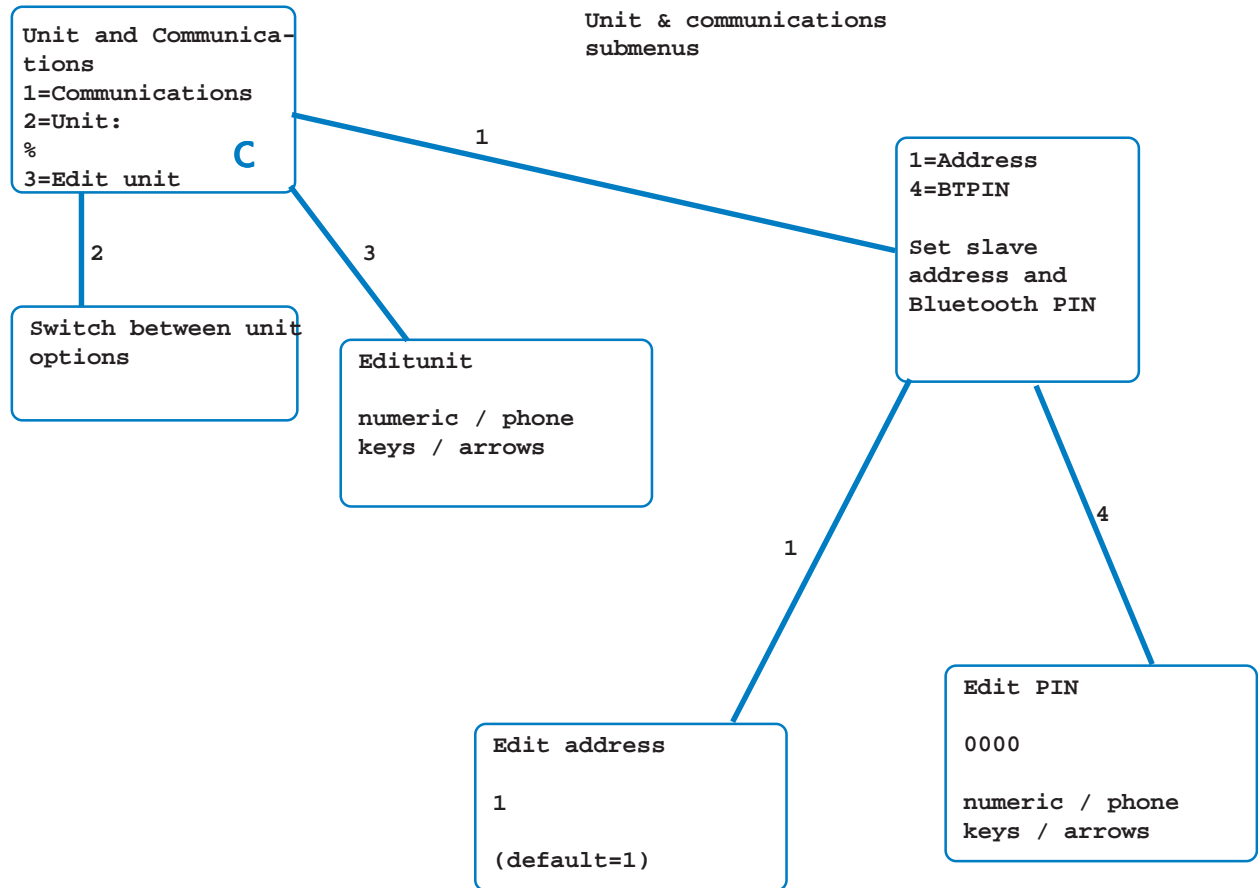 Unit & communications
submenus
Unit and Communica-
tions
1=Communications
2=Unit:
%
C
3=Edit unit
1
2
3
1=Address
4=BTPIN
Set slave
address and
Bluetooth PIN
Switch between unit
options
Editunit
numeric / phone
keys / arrows
1
4
Edit address
1
(default=1)
Edit PIN
0000
numeric / phone
keys / arrows